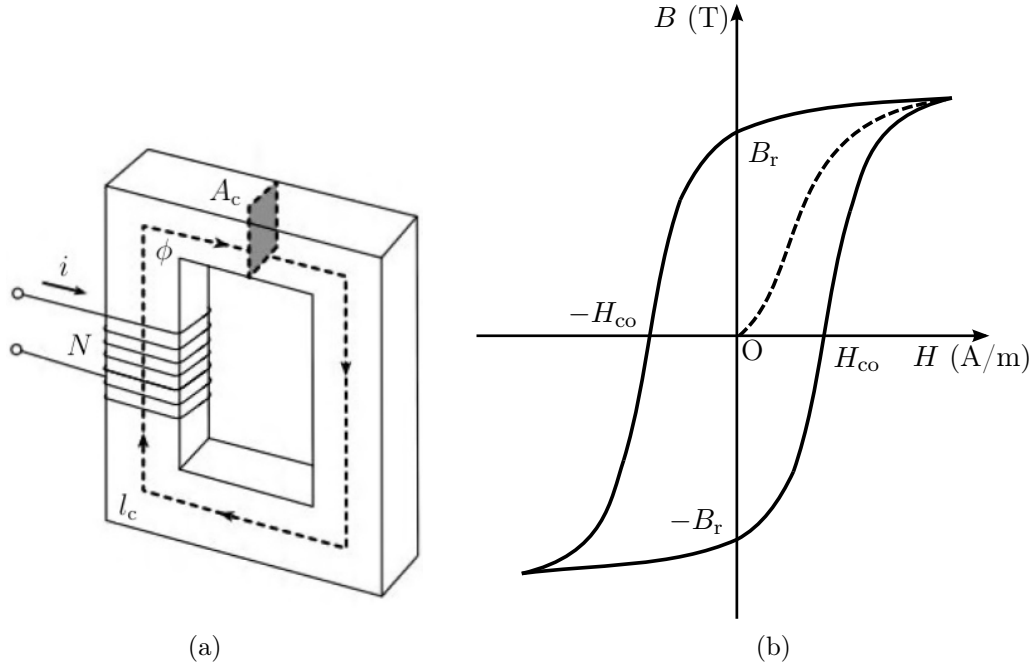 A_c
ϕ
i
N
l_c
(a)
B (T)
B_r
−H_co
O
H_co
H (A/m)
−B_r
(b)